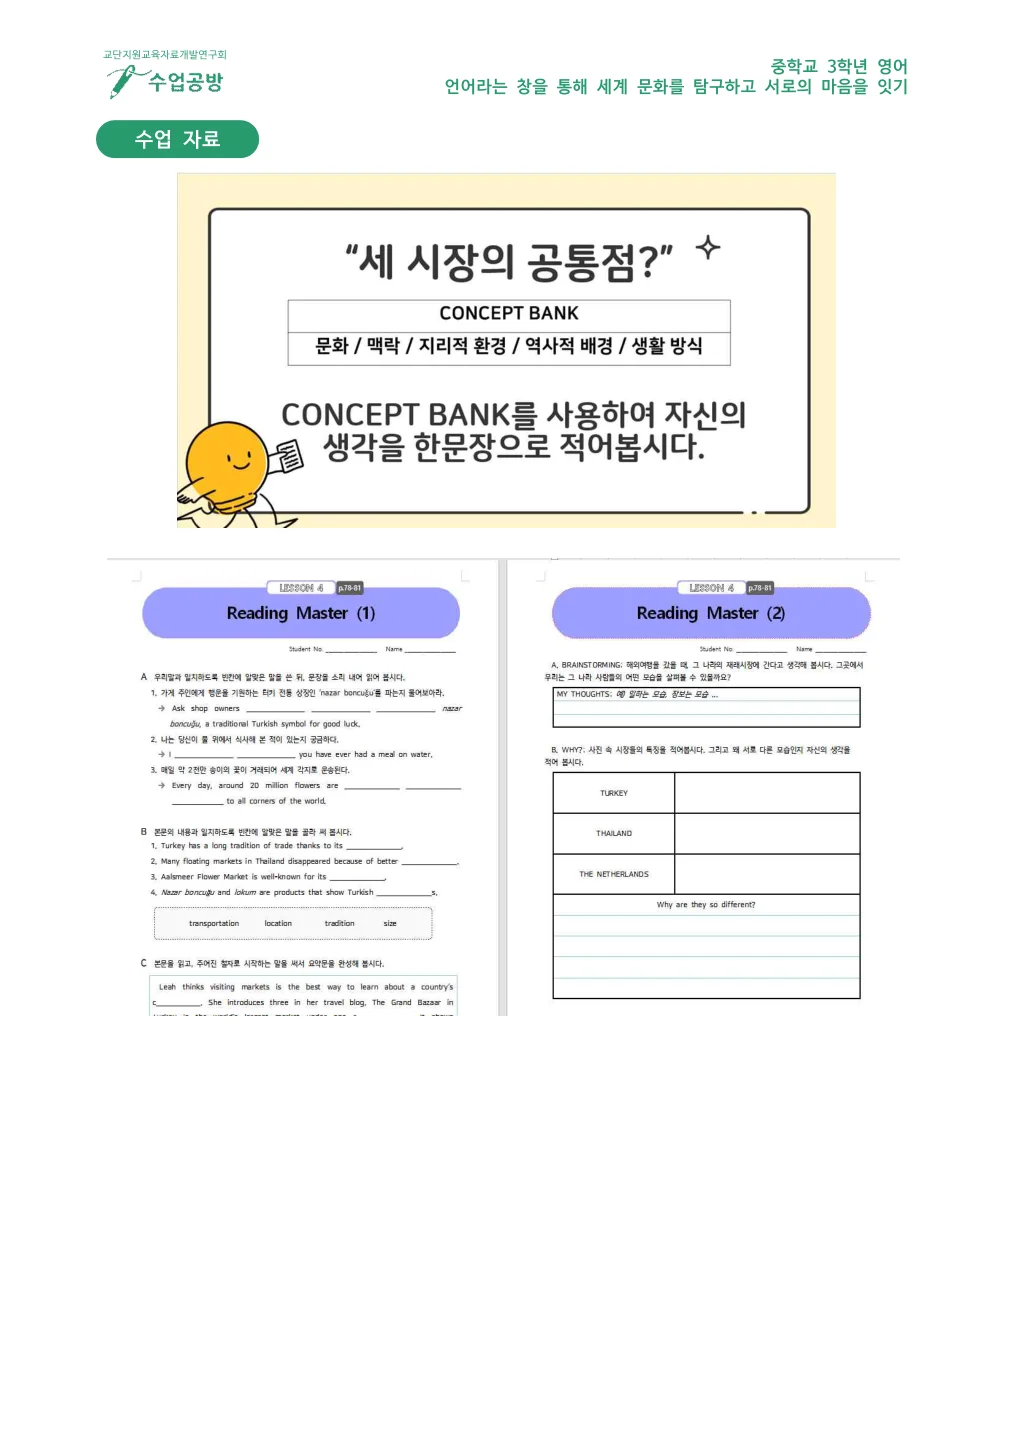 교단지원교육자료개발연구회
수업공방
중학교 3학년 영어
언어라는 창을 통해 세계 문화를 탐구하고 서로의 마음을 잇기
수업 자료
“세 시장의 공통점?”
CONCEPT BANK
문화 / 맥락 / 지리적 환경 / 역사적 배경 / 생활 방식
CONCEPT BANK를 사용하여 자신의
생각을 한문장으로 적어봅시다.
LESSON 4 p.78-81
Reading Master (1)
Student No. ____________ Name ____________
A 우리말과 일치하도록 빈칸에 알맞은 말을 쓴 뒤, 문장을 소리 내어 읽어 봅시다.
1. 가게 주인에게 행운을 기원하는 터키 전통 상징인 'nazar boncuğu'를 파는지 물어보아라.
→ Ask shop owners ____________ ____________ ____________ nazar
boncuğu, a traditional Turkish symbol for good luck.
2. 나는 당신이 물 위에서 식사해 본 적이 있는지 궁금하다.
→ I ____________ ____________ you have ever had a meal on water.
3. 매일 약 2천만 송이의 꽃이 거래되어 세계 각지로 운송된다.
→ Every day, around 20 million flowers are ____________ ____________
____________ to all corners of the world.
B 본문의 내용과 일치하도록 빈칸에 알맞은 말을 골라 써 봅시다.
1. Turkey has a long tradition of trade thanks to its ____________.
2. Many floating markets in Thailand disappeared because of better ____________.
3. Aalsmeer Flower Market is well-known for its ____________.
4. Nazar boncuğu and lokum are products that show Turkish ____________s.
transportation location tradition size
C 본문을 읽고, 주어진 철자로 시작하는 말을 써서 요약문을 완성해 봅시다.
Leah thinks visiting markets is the best way to learn about a country's
c__________. She introduces three in her travel blog. The Grand Bazaar in
LESSON 4 p.78-81
Reading Master (2)
Student No. ____________ Name ____________
A. BRAINSTORMING: 해외여행을 갔을 때, 그 나라의 재래시장에 간다고 생각해 봅시다. 그곳에서
우리는 그 나라 사람들의 어떤 모습을 살펴볼 수 있을까요?
MY THOUGHTS: 예) 일하는 모습, 장보는 모습 ...
B. WHY?: 사진 속 시장들의 특징을 적어봅시다. 그리고 왜 서로 다른 모습인지 자신의 생각을
적어 봅시다.
TURKEY
THAILAND
THE NETHERLANDS
Why are they so different?